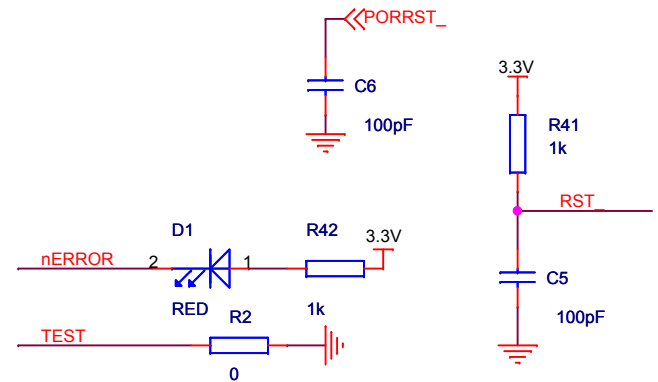 PORRST_
C6
100pF
3.3V
R41
1k
RST_
D1
R42
3.3V
nERROR
2
1
C5
RED
1k
100pF
TEST
R2
0